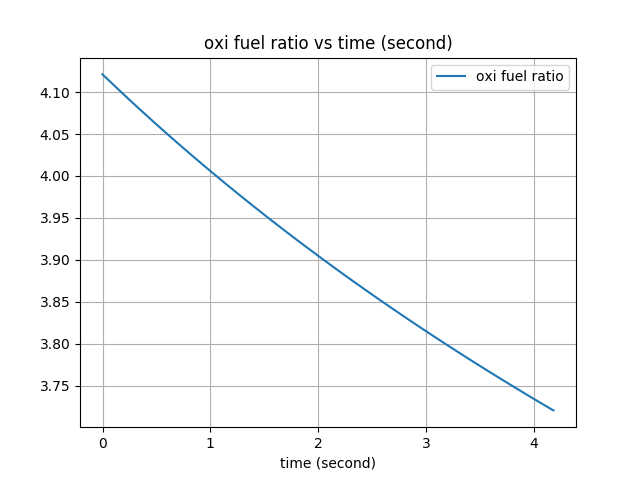 oxi fuel ratio vs time (second)
oxi fuel ratio
4.10
4.05
4.00
3.95
3.90
3.85
3.80
3.75
0 1 2 3 4
time (second)